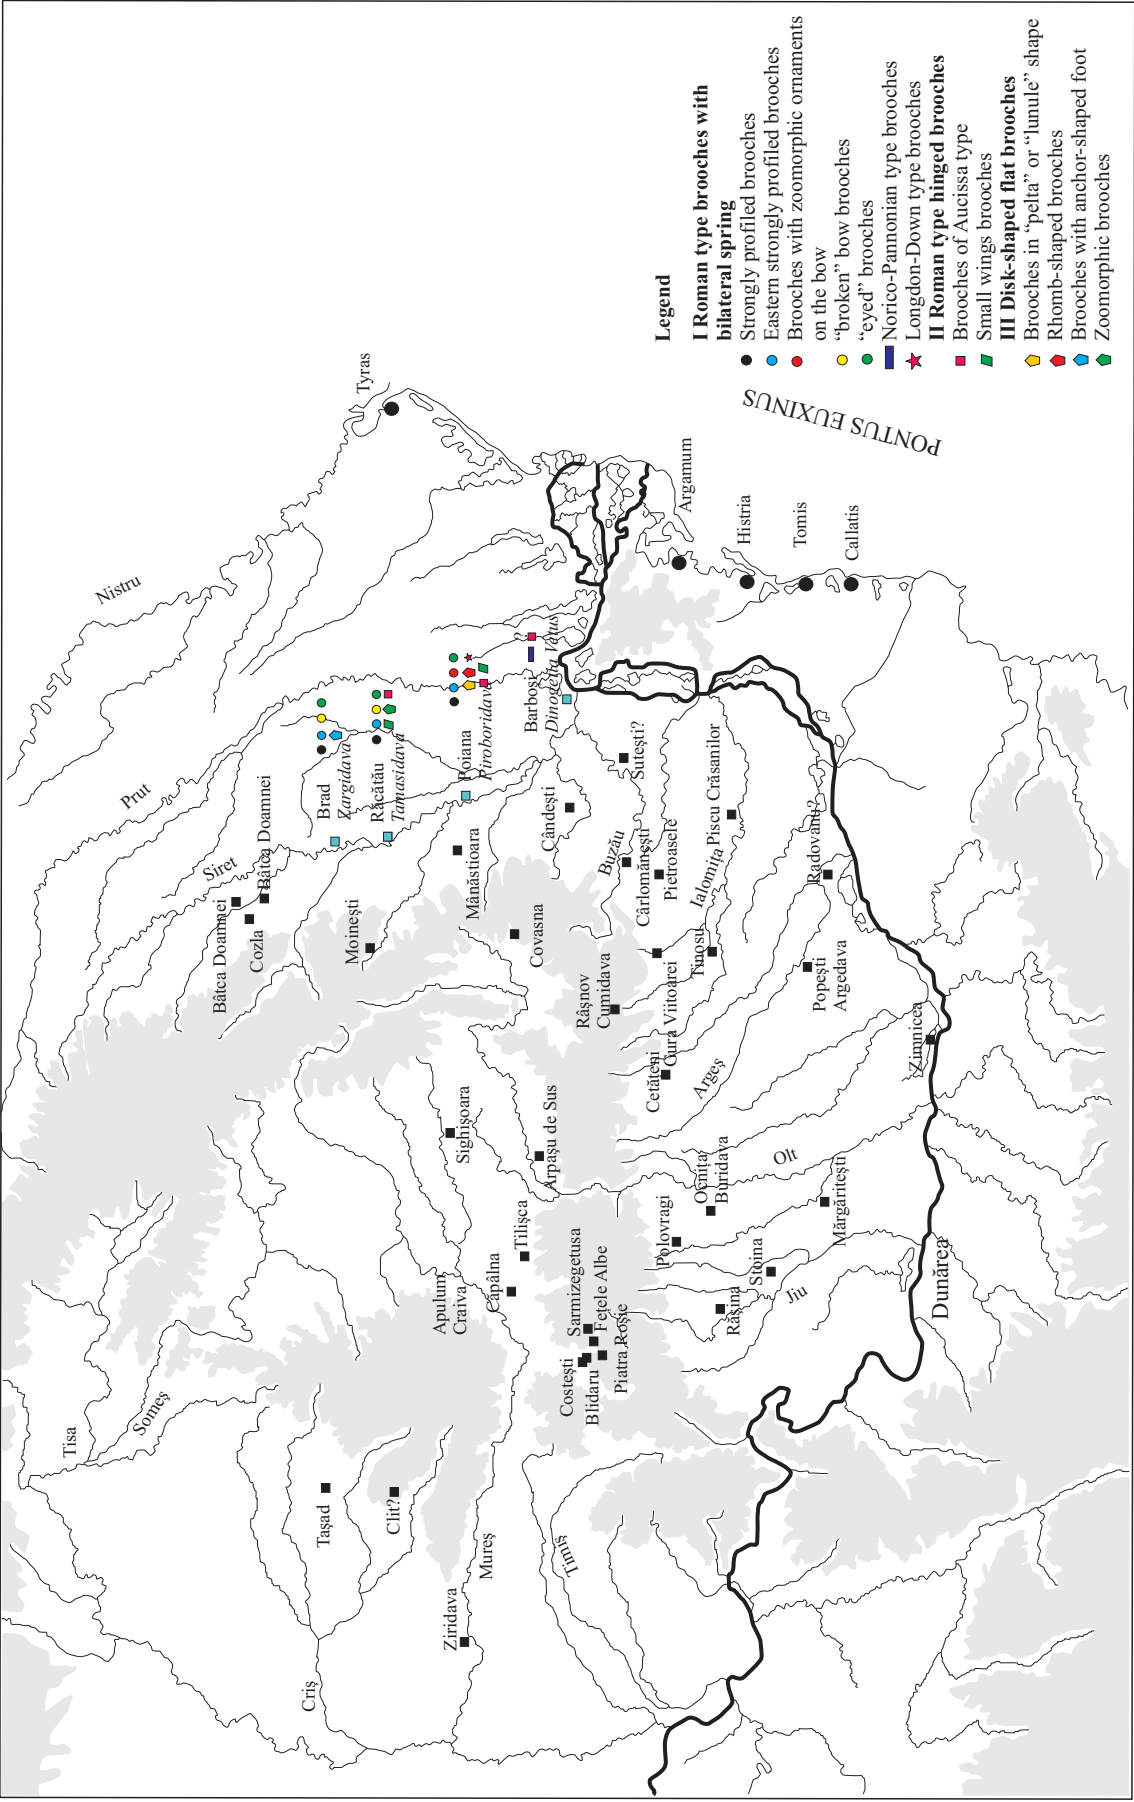 Nistru
Tyras
Prut
Siret
Bâtca Doamnei
Cozla
Bâtca Doamnei
Brad
Zargidava
Răcătău
Tamasidava
Moinești
Poiana
Piroboridava
Mânăstioara
Barboși
Dinogetia Vetus
?
Cândești
Covasna
Sutești?
Buzău
Cârlomănești
Pietroasele
Piscu Crăsanilor
Ialomița
Tinosu
Râșnov
Cumidava
Gura Viitoarei
Cetățeni
Argeș
Radovanu?
Popești
Argedava
Zimnicea
Argamum
Histria
Tomis
Callatis
PONTUS EUXINUS
Tisa
Someș
Tașad
Clit?
Criș
Ziridava
Mureș
Timiș
Apulum
Craiva
Căpâlna
Tilișca
Sighișoara
Arpașu de Sus
Costești
Blidaru
Sarmizegetusa
Fețele Albe
Piatra Roșie
Polovragi
Ocnița
Buridava
Olt
Mărgăritești
Stoina
Jiu
Rășina
Dunărea
Legend
I Roman type brooches with
bilateral spring
Strongly profiled brooches
Eastern strongly profiled brooches
Brooches with zoomorphic ornaments
on the bow
“broken” bow brooches
“eyed” brooches
Norico-Pannonian type brooches
Longdon-Down type brooches
II Roman type hinged brooches
Brooches of Aucissa type
Small wings brooches
III Disk-shaped flat brooches
Brooches in “pelta” or “lunule” shape
Rhomb-shaped brooches
Brooches with anchor-shaped foot
Zoomorphic brooches